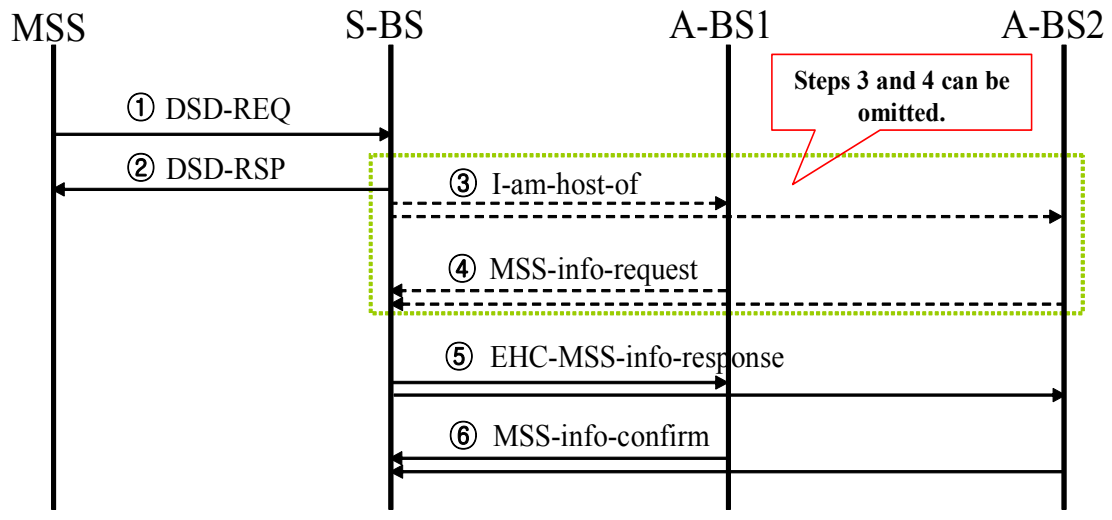 MSS
S-BS
A-BS1
A-BS2
Steps 3 and 4 can be
omitted.
① DSD-REQ
② DSD-RSP
③ I-am-host-of
④ MSS-info-request
⑤ EHC-MSS-info-response
⑥ MSS-info-confirm